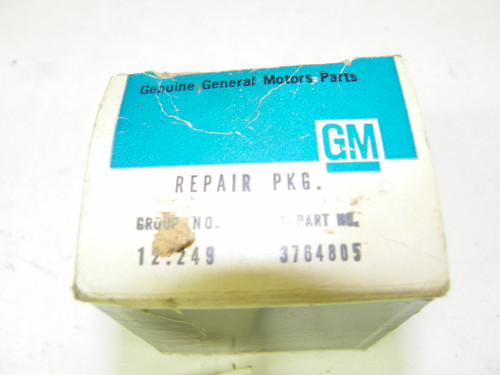 Genuine General Motors Parts
GM
REPAIR PKG.
GROUP NO. PART NO.
12.249 3764805